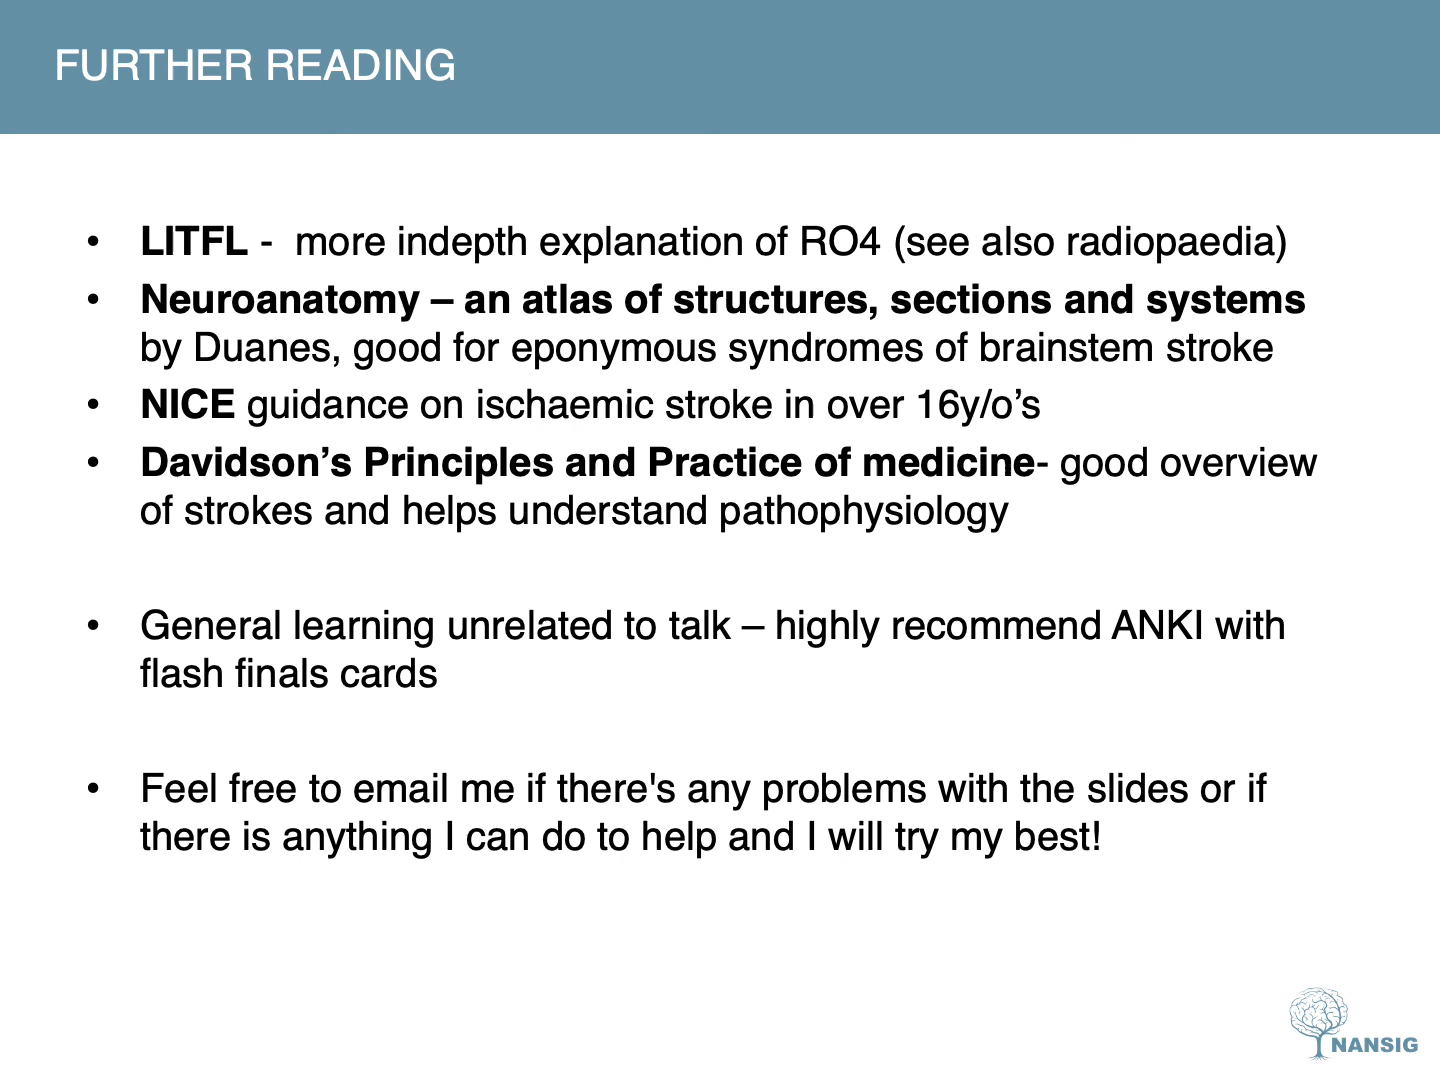 FURTHER READING
• LITFL - more indepth explanation of RO4 (see also radiopaedia)
• Neuroanatomy – an atlas of structures, sections and systems
by Duanes, good for eponymous syndromes of brainstem stroke
• NICE guidance on ischaemic stroke in over 16y/o’s
• Davidson’s Principles and Practice of medicine- good overview
of strokes and helps understand pathophysiology
• General learning unrelated to talk – highly recommend ANKI with
flash finals cards
• Feel free to email me if there's any problems with the slides or if
there is anything I can do to help and I will try my best!
NANSIG